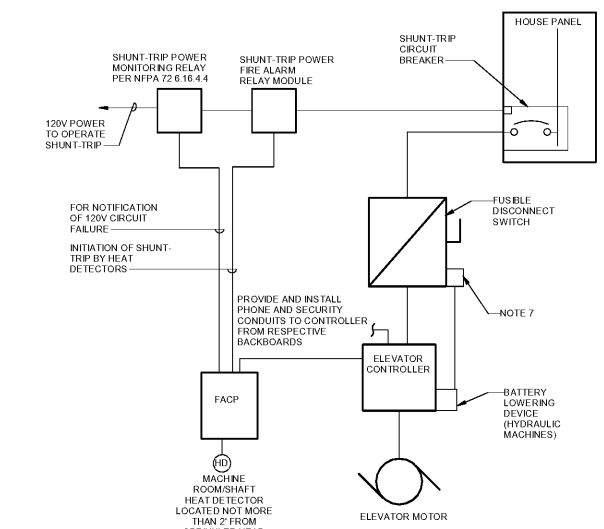 HOUSE PANEL
SHUNT-TRIP
CIRCUIT
BREAKER
SHUNT-TRIP POWER
MONITORING RELAY
PER NFPA 72 6.16.4.4
SHUNT-TRIP POWER
FIRE ALARM
RELAY MODULE
120V POWER
TO OPERATE
SHUNT-TRIP
FOR NOTIFICATION
OF 120V CIRCUIT
FAILURE
INITIATION OF SHUNT-
TRIP BY HEAT
DETECTORS
FUSIBLE
DISCONNECT
SWITCH
NOTE 7
PROVIDE AND INSTALL
PHONE AND SECURITY
CONDUITS TO CONTROLLER
FROM RESPECTIVE
BACKBOARDS
ELEVATOR
CONTROLLER
FACP
BATTERY
LOWERING
DEVICE
(HYDRAULIC
MACHINES)
HD
MACHINE
ROOM/SHAFT
HEAT DETECTOR
LOCATED NOT MORE
THAN 2' FROM
ELEVATOR MOTOR